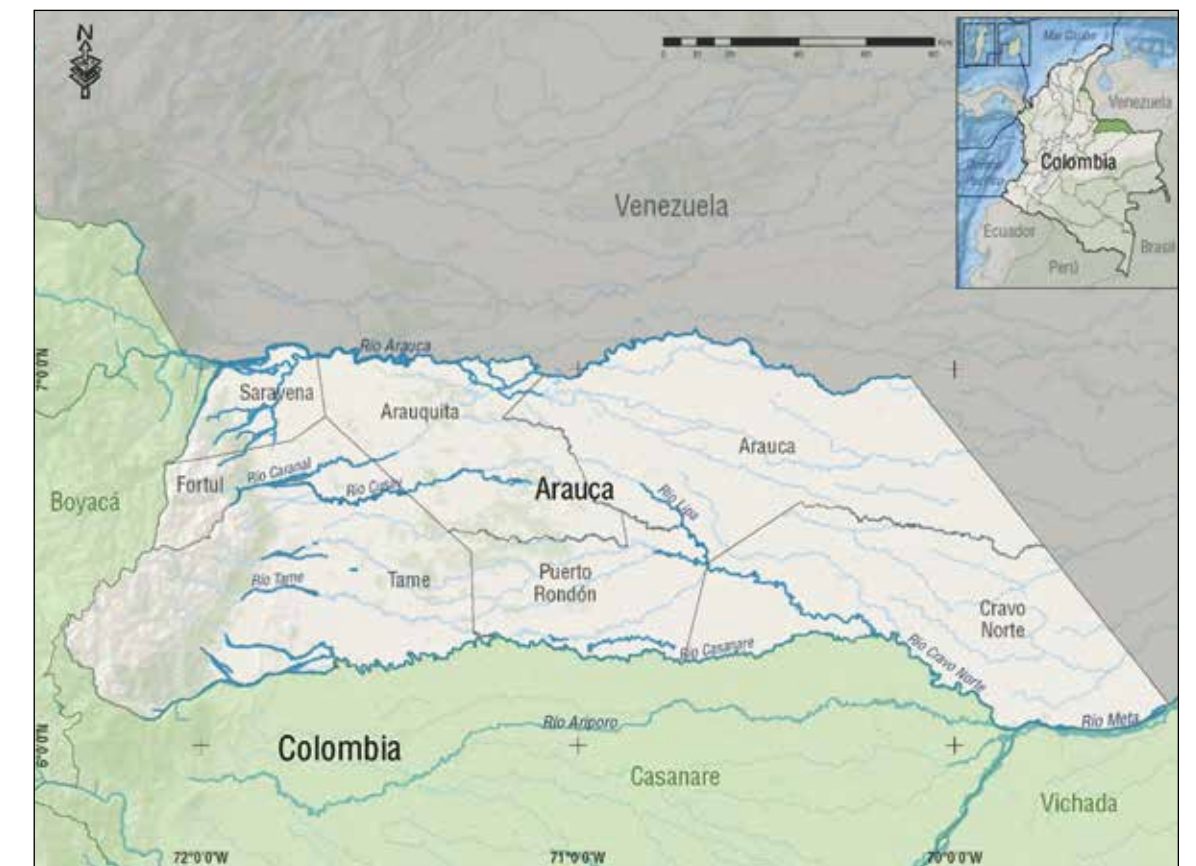 N
Venezuela
Mar Caribe
Venezuela
Colombia
Ecuador
Perú
Brasil
Río Arauca
7°0'0"N
Saravena
Arauquita
Arauca
Fortul
Río Caranal
Río Cusay
Arauca
Río Lipa
Boyacá
Río Tame
Tame
Puerto
Rondón
Cravo
Norte
Río Casanare
Río Cravo Norte
Río Meta
Río Ariporo
6°0'0"N
Colombia
Casanare
Vichada
72°0'0"W
71°0'0"W
70°0'0"W